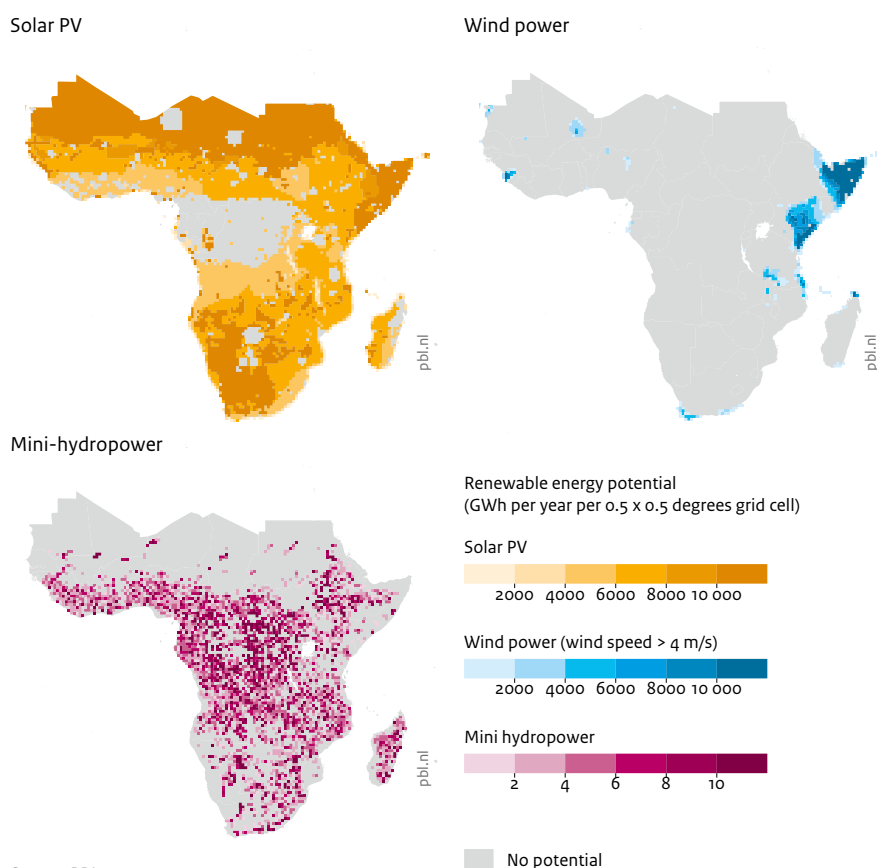 Solar PV
Wind power
pbl.nl
pbl.nl
Mini-hydropower
Renewable energy potential
(GWh per year per 0.5 x 0.5 degrees grid cell)
Solar PV
2000 4000 6000 8000 10 000
Wind power (wind speed > 4 m/s)
2000 4000 6000 8000 10 000
Mini hydropower
2 4 6 8 10
pbl.nl
No potential